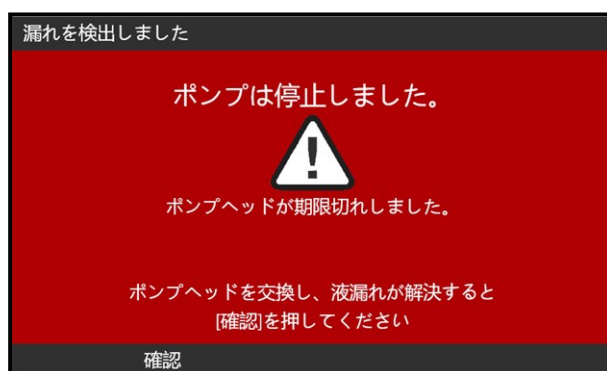 漏れを検出しました
ポンプは停止しました。
ポンプヘッドが期限切れしました。
ポンプヘッドを交換し、液漏れが解決すると
[確認]を押してください
確認